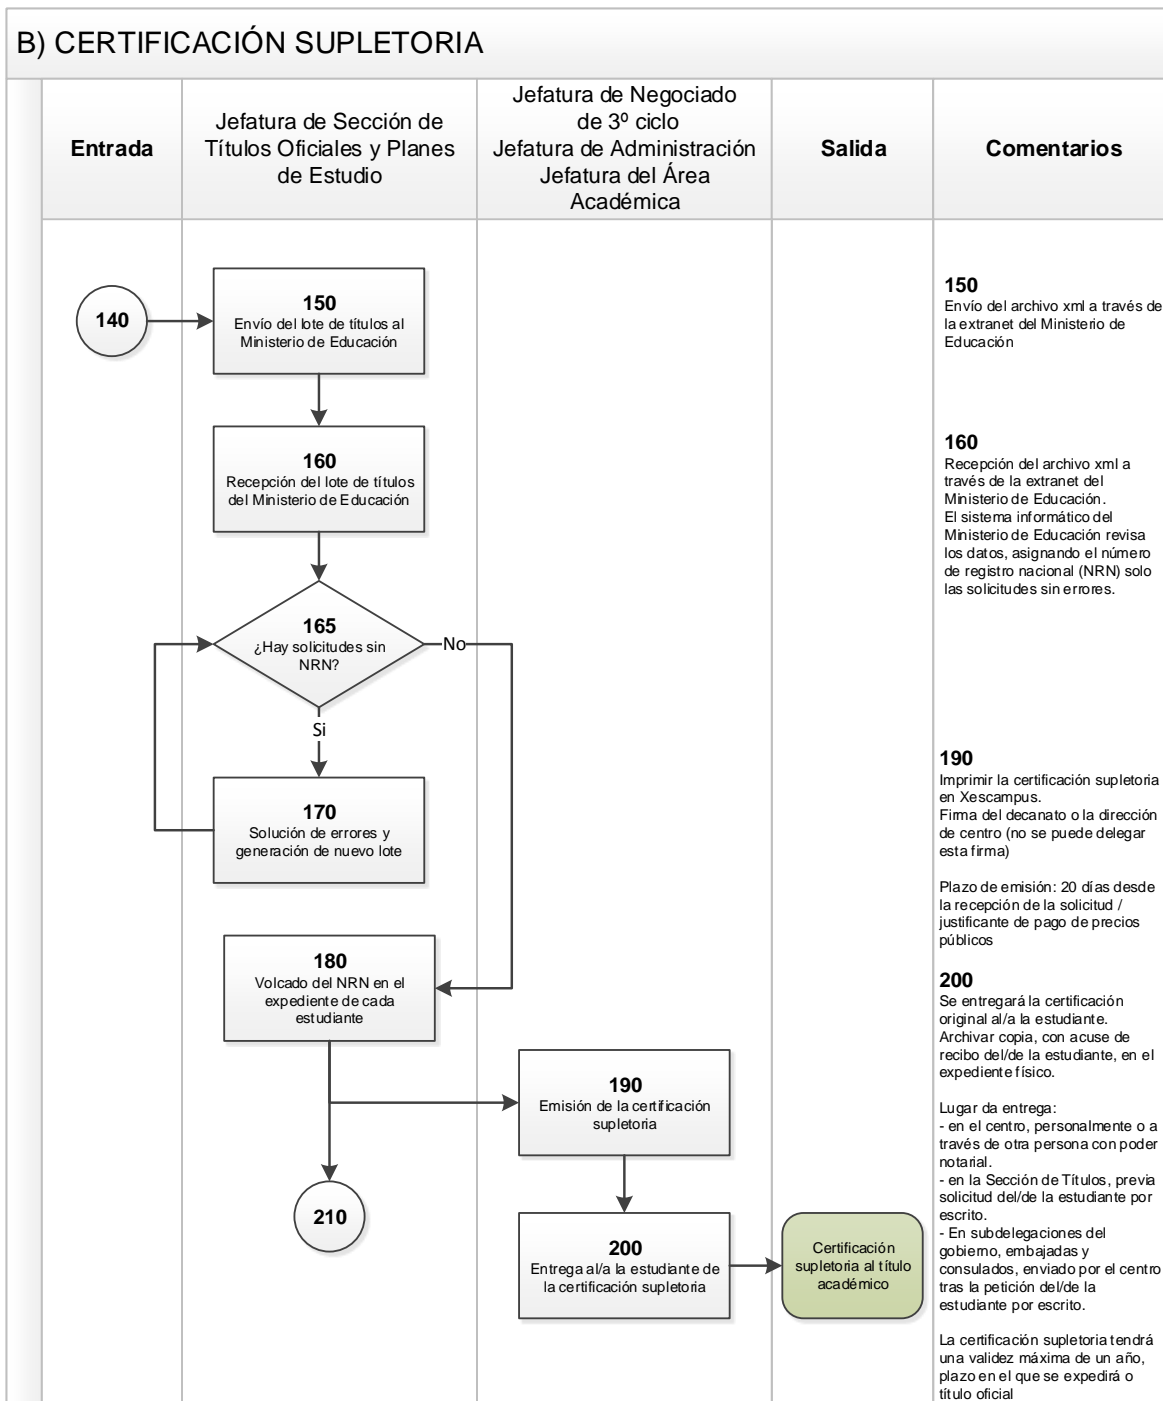 B) CERTIFICACIÓN SUPLETORIA
Entrada
Jefatura de Sección de
Títulos Oficiales y Planes
de Estudio
Jefatura de Negociado
de 3º ciclo
Jefatura de Administración
Jefatura del Área
Académica
Salida
Comentarios
140
150
Envío del lote de títulos al
Ministerio de Educación
160
Recepción del lote de títulos
del Ministerio de Educación
165
¿Hay solicitudes sin
NRN?
No
Si
170
Solución de errores y
generación de nuevo lote
180
Volcado del NRN en el
expediente de cada
estudiante
190
Emisión de la certificación
supletoria
210
200
Entrega al/a la estudiante de
la certificación supletoria
Certificación
supletoria al título
académico
150
Envío del archivo xml a través de
la extranet del Ministerio de
Educación
160
Recepción del archivo xml a
través de la extranet del
Ministerio de Educación.
El sistema informático del
Ministerio de Educación revisa
los datos, asignando el número
de registro nacional (NRN) solo
las solicitudes sin errores.
190
Imprimir la certificación supletoria
en Xescampus.
Firma del decanato o la dirección
de centro (no se puede delegar
esta firma)
Plazo de emisión: 20 días desde
la recepción de la solicitud /
justificante de pago de precios
públicos
200
Se entregará la certificación
original al/a la estudiante.
Archivar copia, con acuse de
recibo del/de la estudiante, en el
expediente físico.
Lugar da entrega:
- en el centro, personalmente o a
través de otra persona con poder
notarial.
- en la Sección de Títulos, previa
solicitud del/de la estudiante por
escrito.
- En subdelegaciones del
gobierno, embajadas y
consulados, enviado por el centro
tras la petición del/de la
estudiante por escrito.
La certificación supletoria tendrá
una validez máxima de un año,
plazo en el que se expedirá o
título oficial